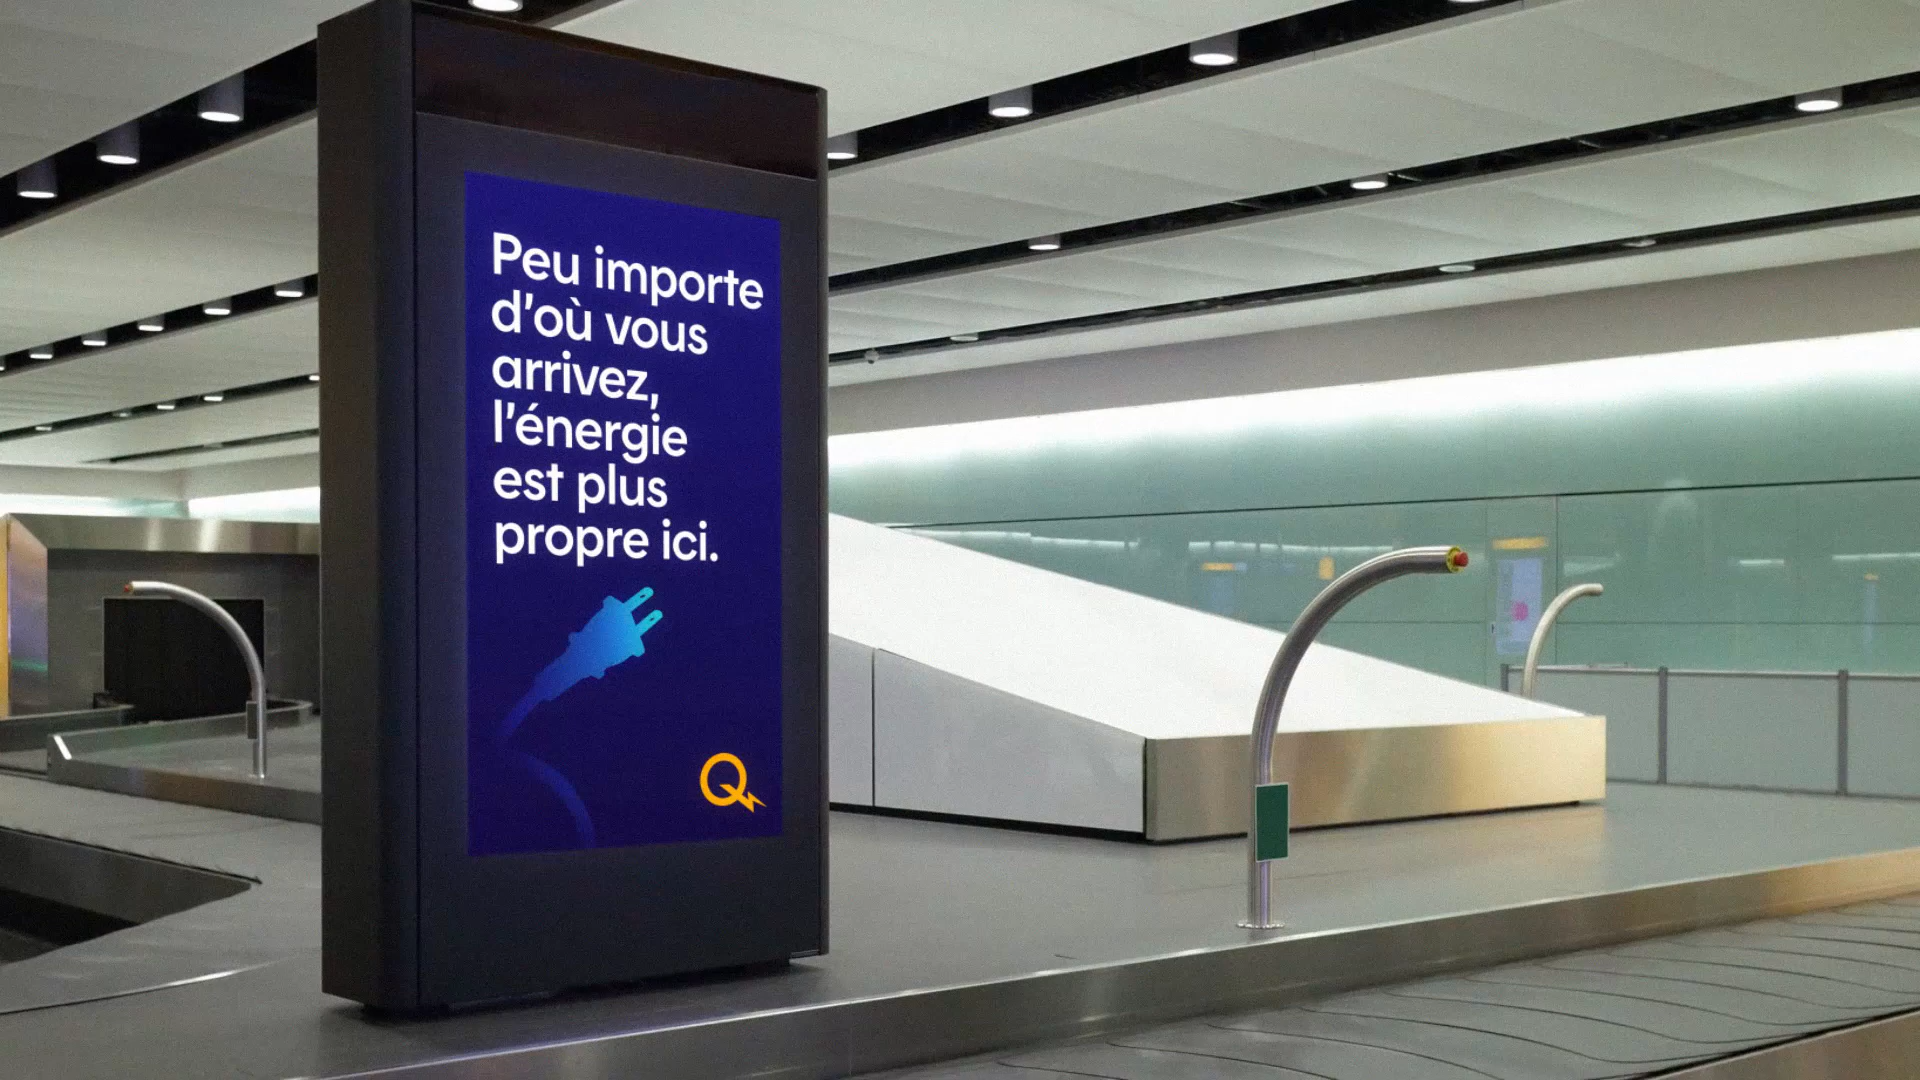 Peu importe
d'où vous
arrivez,
l'énergie
est plus
propre ici.